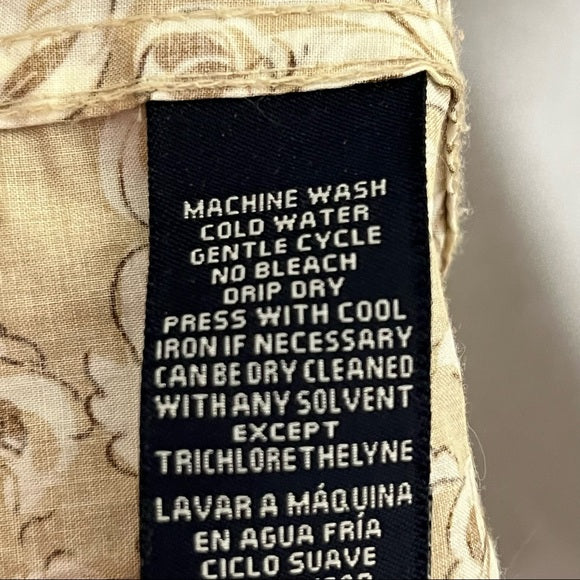 MACHINE WASH
COLD WATER
GENTLE CYCLE
NO BLEACH
DRIP DRY
PRESS WITH COOL
IRON IF NECESSARY
CAN BE DRY CLEANED
WITH ANY SOLVENT
EXCEPT
TRICHLORETHELYNE
LAVAR A MÁQUINA
EN AGUA FRÍA
CICLO SUAVE